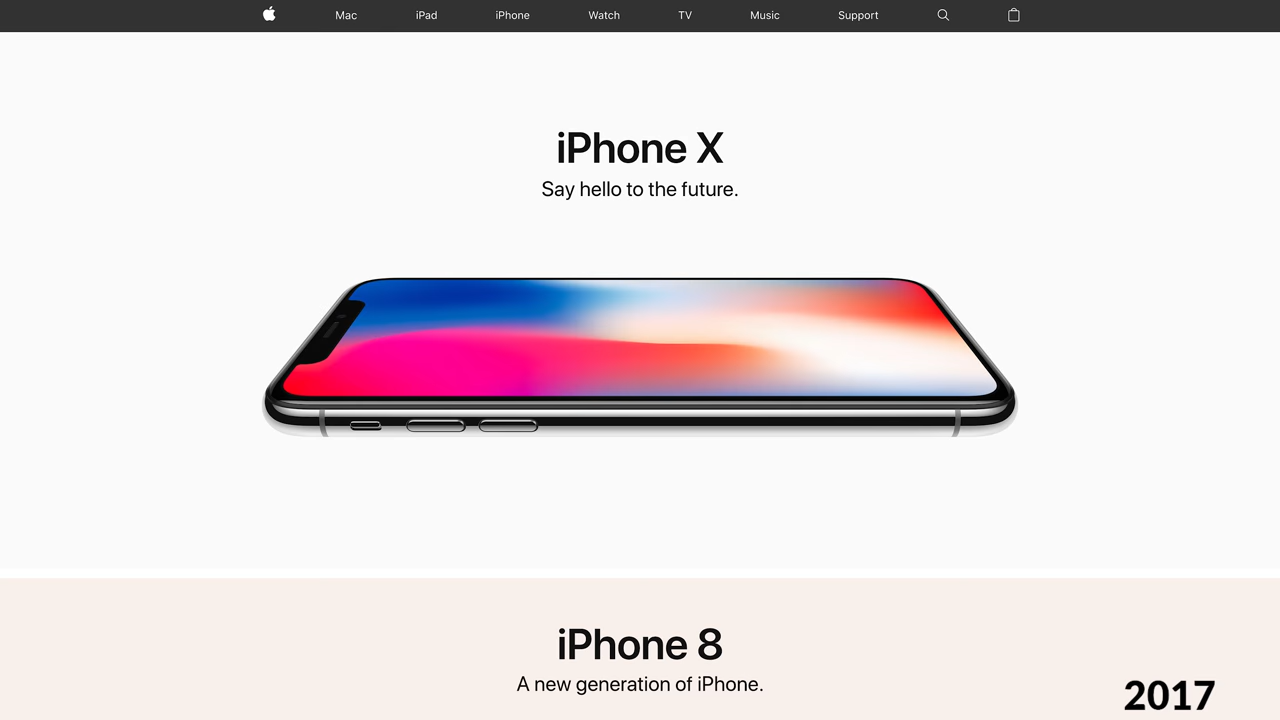 Mac iPad iPhone Watch TV Music Support
iPhone X
Say hello to the future.
iPhone 8
A new generation of iPhone.
2017